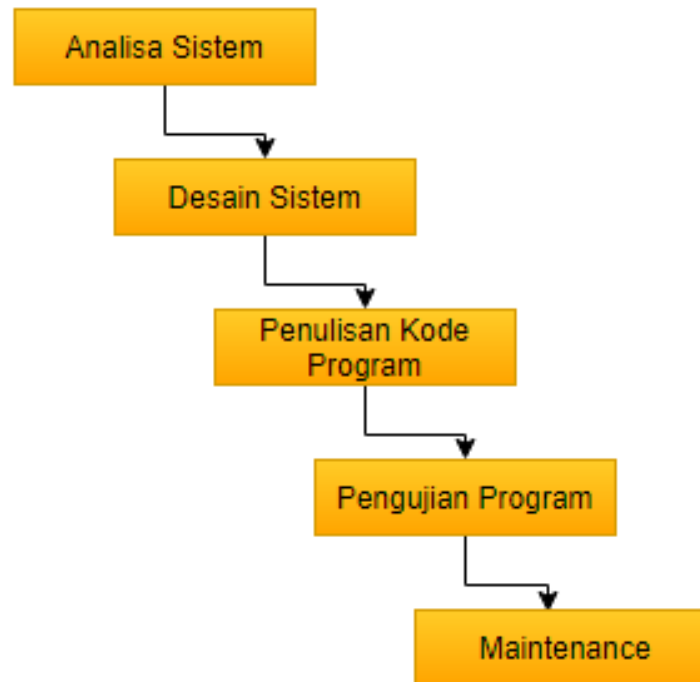 Analisa Sistem
Desain Sistem
Penulisan Kode
Program
Pengujian Program
Maintenance